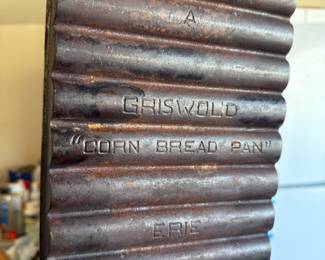 A
GRISWOLD
"CORN BREAD PAN"
ERIE